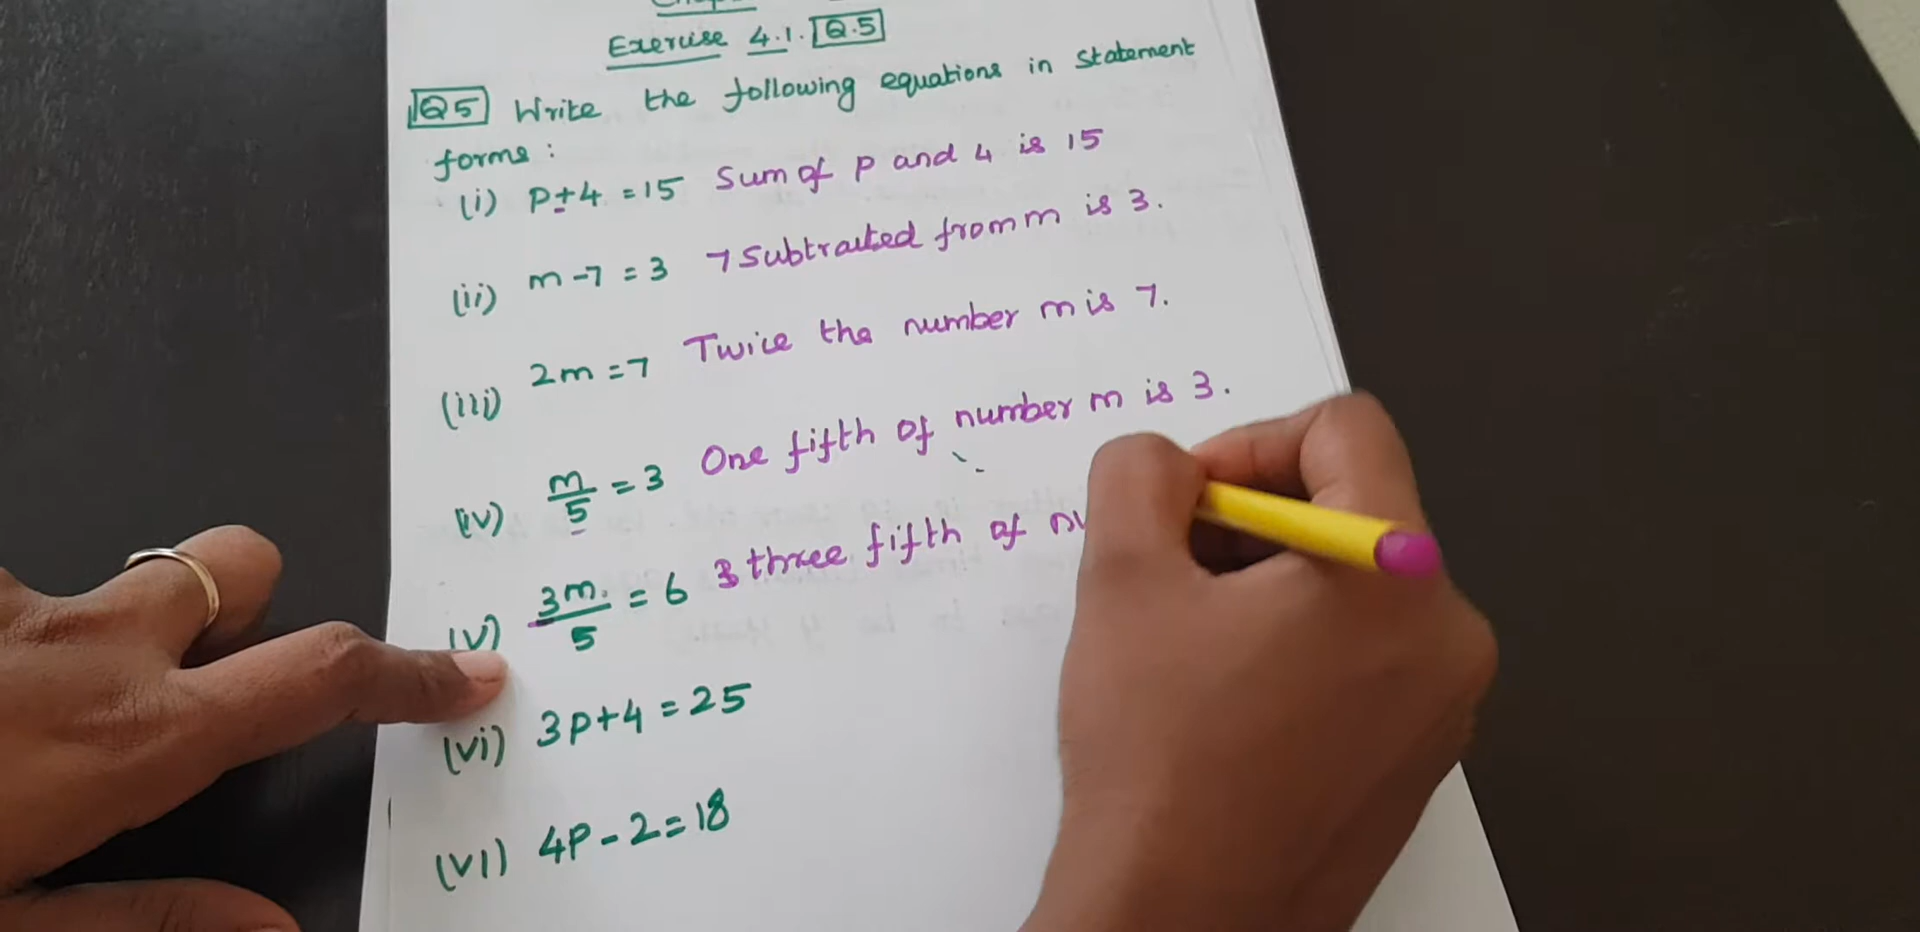 Exercise 4.1. Q.5
Q5 Write the following equations in statement
forms:
(i) p+4 = 15 Sum of p and 4 is 15
(ii) m-7 = 3 7 Subtracted from m is 3.
(iii) 2m = 7 Twice the number m is 7.
(iv) m/5 = 3 One fifth of number m is 3.
(v) 3m/5 = 6 three fifth of
(vi) 3p+4 = 25
(VI) 4p-2 = 18